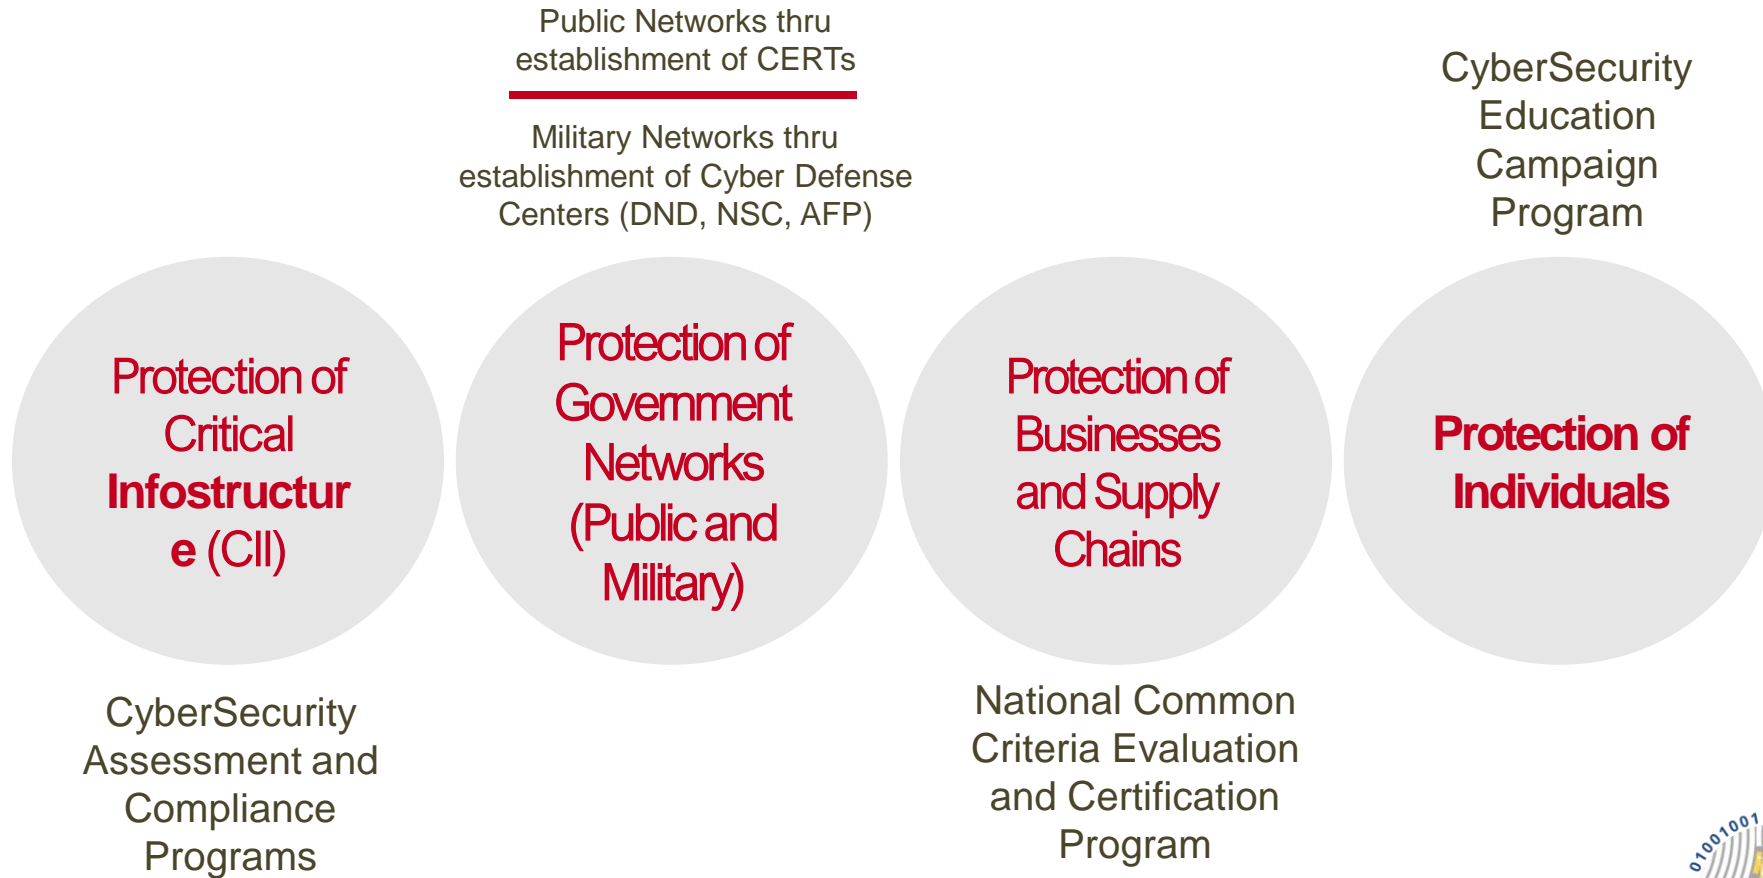 Public Networks thru
establishment of CERTs
Military Networks thru
establishment of Cyber Defense
Centers (DND, NSC, AFP)
CyberSecurity
Education
Campaign
Program
Protection of
Critical
Infostructur
e (CII)
Protection of
Government
Networks
(Public and
Military)
Protection of
Businesses
and Supply
Chains
Protection of
Individuals
CyberSecurity
Assessment and
Compliance
Programs
National Common
Criteria Evaluation
and Certification
Program
01001001